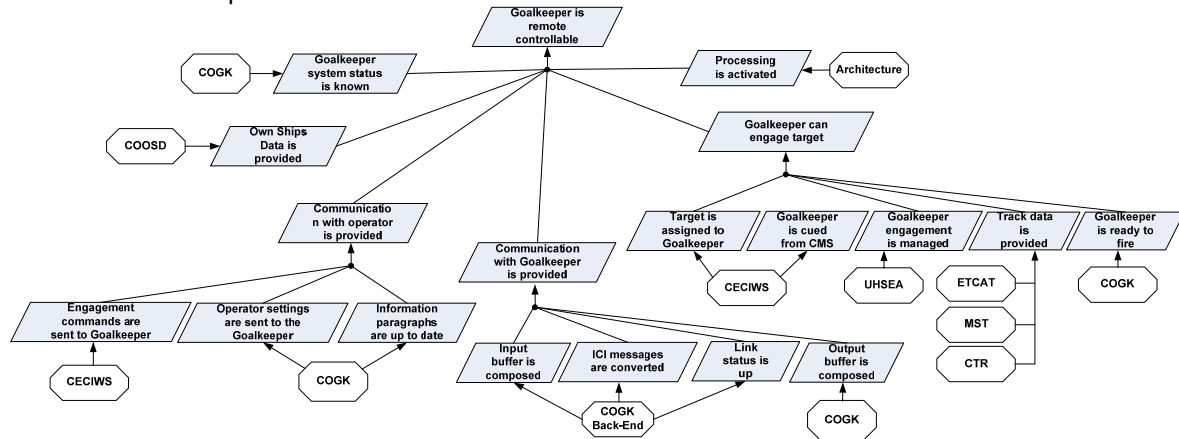 Goalkeeper is
remote
controllable
COGK
Goalkeeper
system status
is known
Processing
is activated
Architecture
COOSD
Own Ships
Data is
provided
Goalkeeper can
engage target
Communicatio
n with operator
is provided
Communication
with Goalkeeper
is provided
Target is
assigned to
Goalkeeper
Goalkeeper
is cued
from CMS
Goalkeeper
engagement
is managed
Track data
is
provided
Goalkeeper
is ready to
fire
CECIWS
UHSEA
ETCAT
MST
CTR
COGK
Engagement
commands are
sent to Goalkeeper
Operator settings
are sent to the
Goalkeeper
Information
paragraphs
are up to date
CECIWS
COGK
Input
buffer is
composed
ICI messages
are converted
Link
status is
up
Output
buffer is
composed
COGK
Back-End
COGK